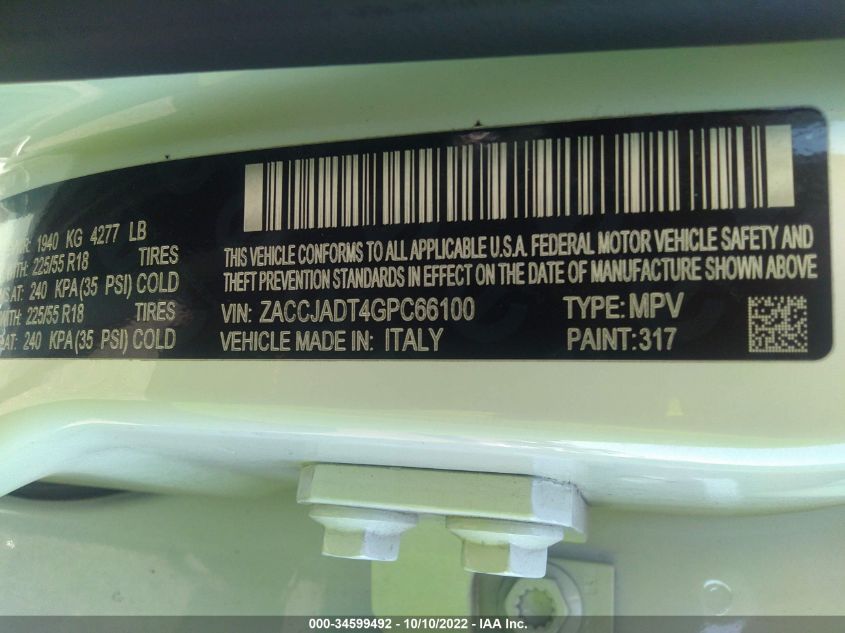 1940 KG 4277 LB
225/55 R18 TIRES
AT: 240 KPA(35 PSI) COLD
225/55 R18 TIRES
AT: 240 KPA(35 PSI) COLD
THIS VEHICLE CONFORMS TO ALL APPLICABLE U.S.A. FEDERAL MOTOR VEHICLE SAFETY AND
THEFT PREVENTION STANDARDS IN EFFECT ON THE DATE OF MANUFACTURE SHOWN ABOVE
VIN: ZACCJADT4GPC66100 TYPE: MPV
VEHICLE MADE IN: ITALY PAINT:317
000-34599492 - 10/10/2022 - IAA Inc.